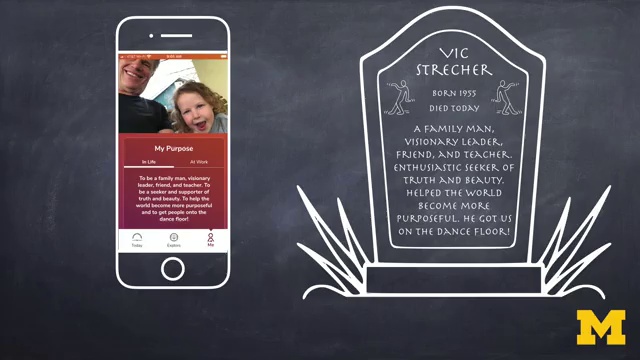 9:41 AM
My Purpose
In Life
At Work
To be a family man, visionary
leader, friend, and teacher. To
be a seeker and supporter of
truth and beauty. To help the
world become more purposeful
and to get people onto the
dance floor!
Today
Explore
Me
VIC
STRECHER
BORN 1955
DIED TODAY
A FAMILY MAN,
VISIONARY LEADER,
FRIEND, AND TEACHER.
ENTHUSIASTIC SEEKER OF
TRUTH AND BEAUTY.
HELPED THE WORLD
BECOME MORE
PURPOSEFUL. HE GOT US
ON THE DANCE FLOOR!
M